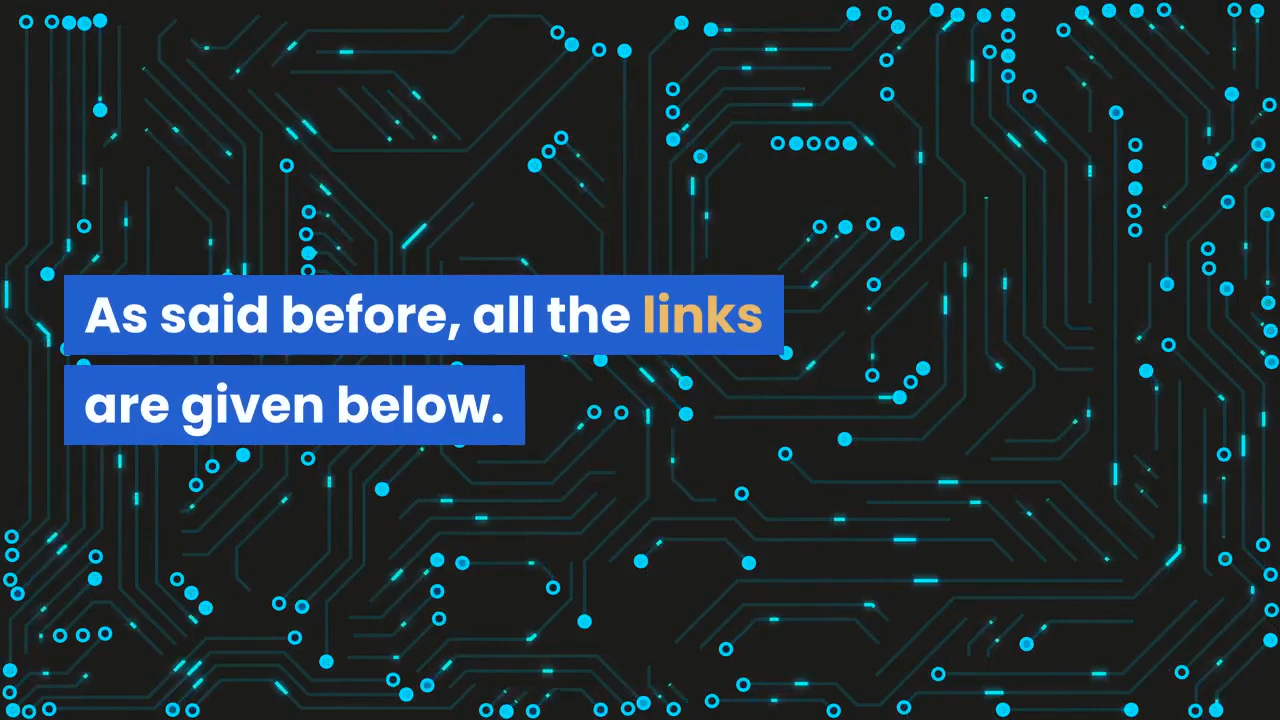 As said before, all the links
are given below.